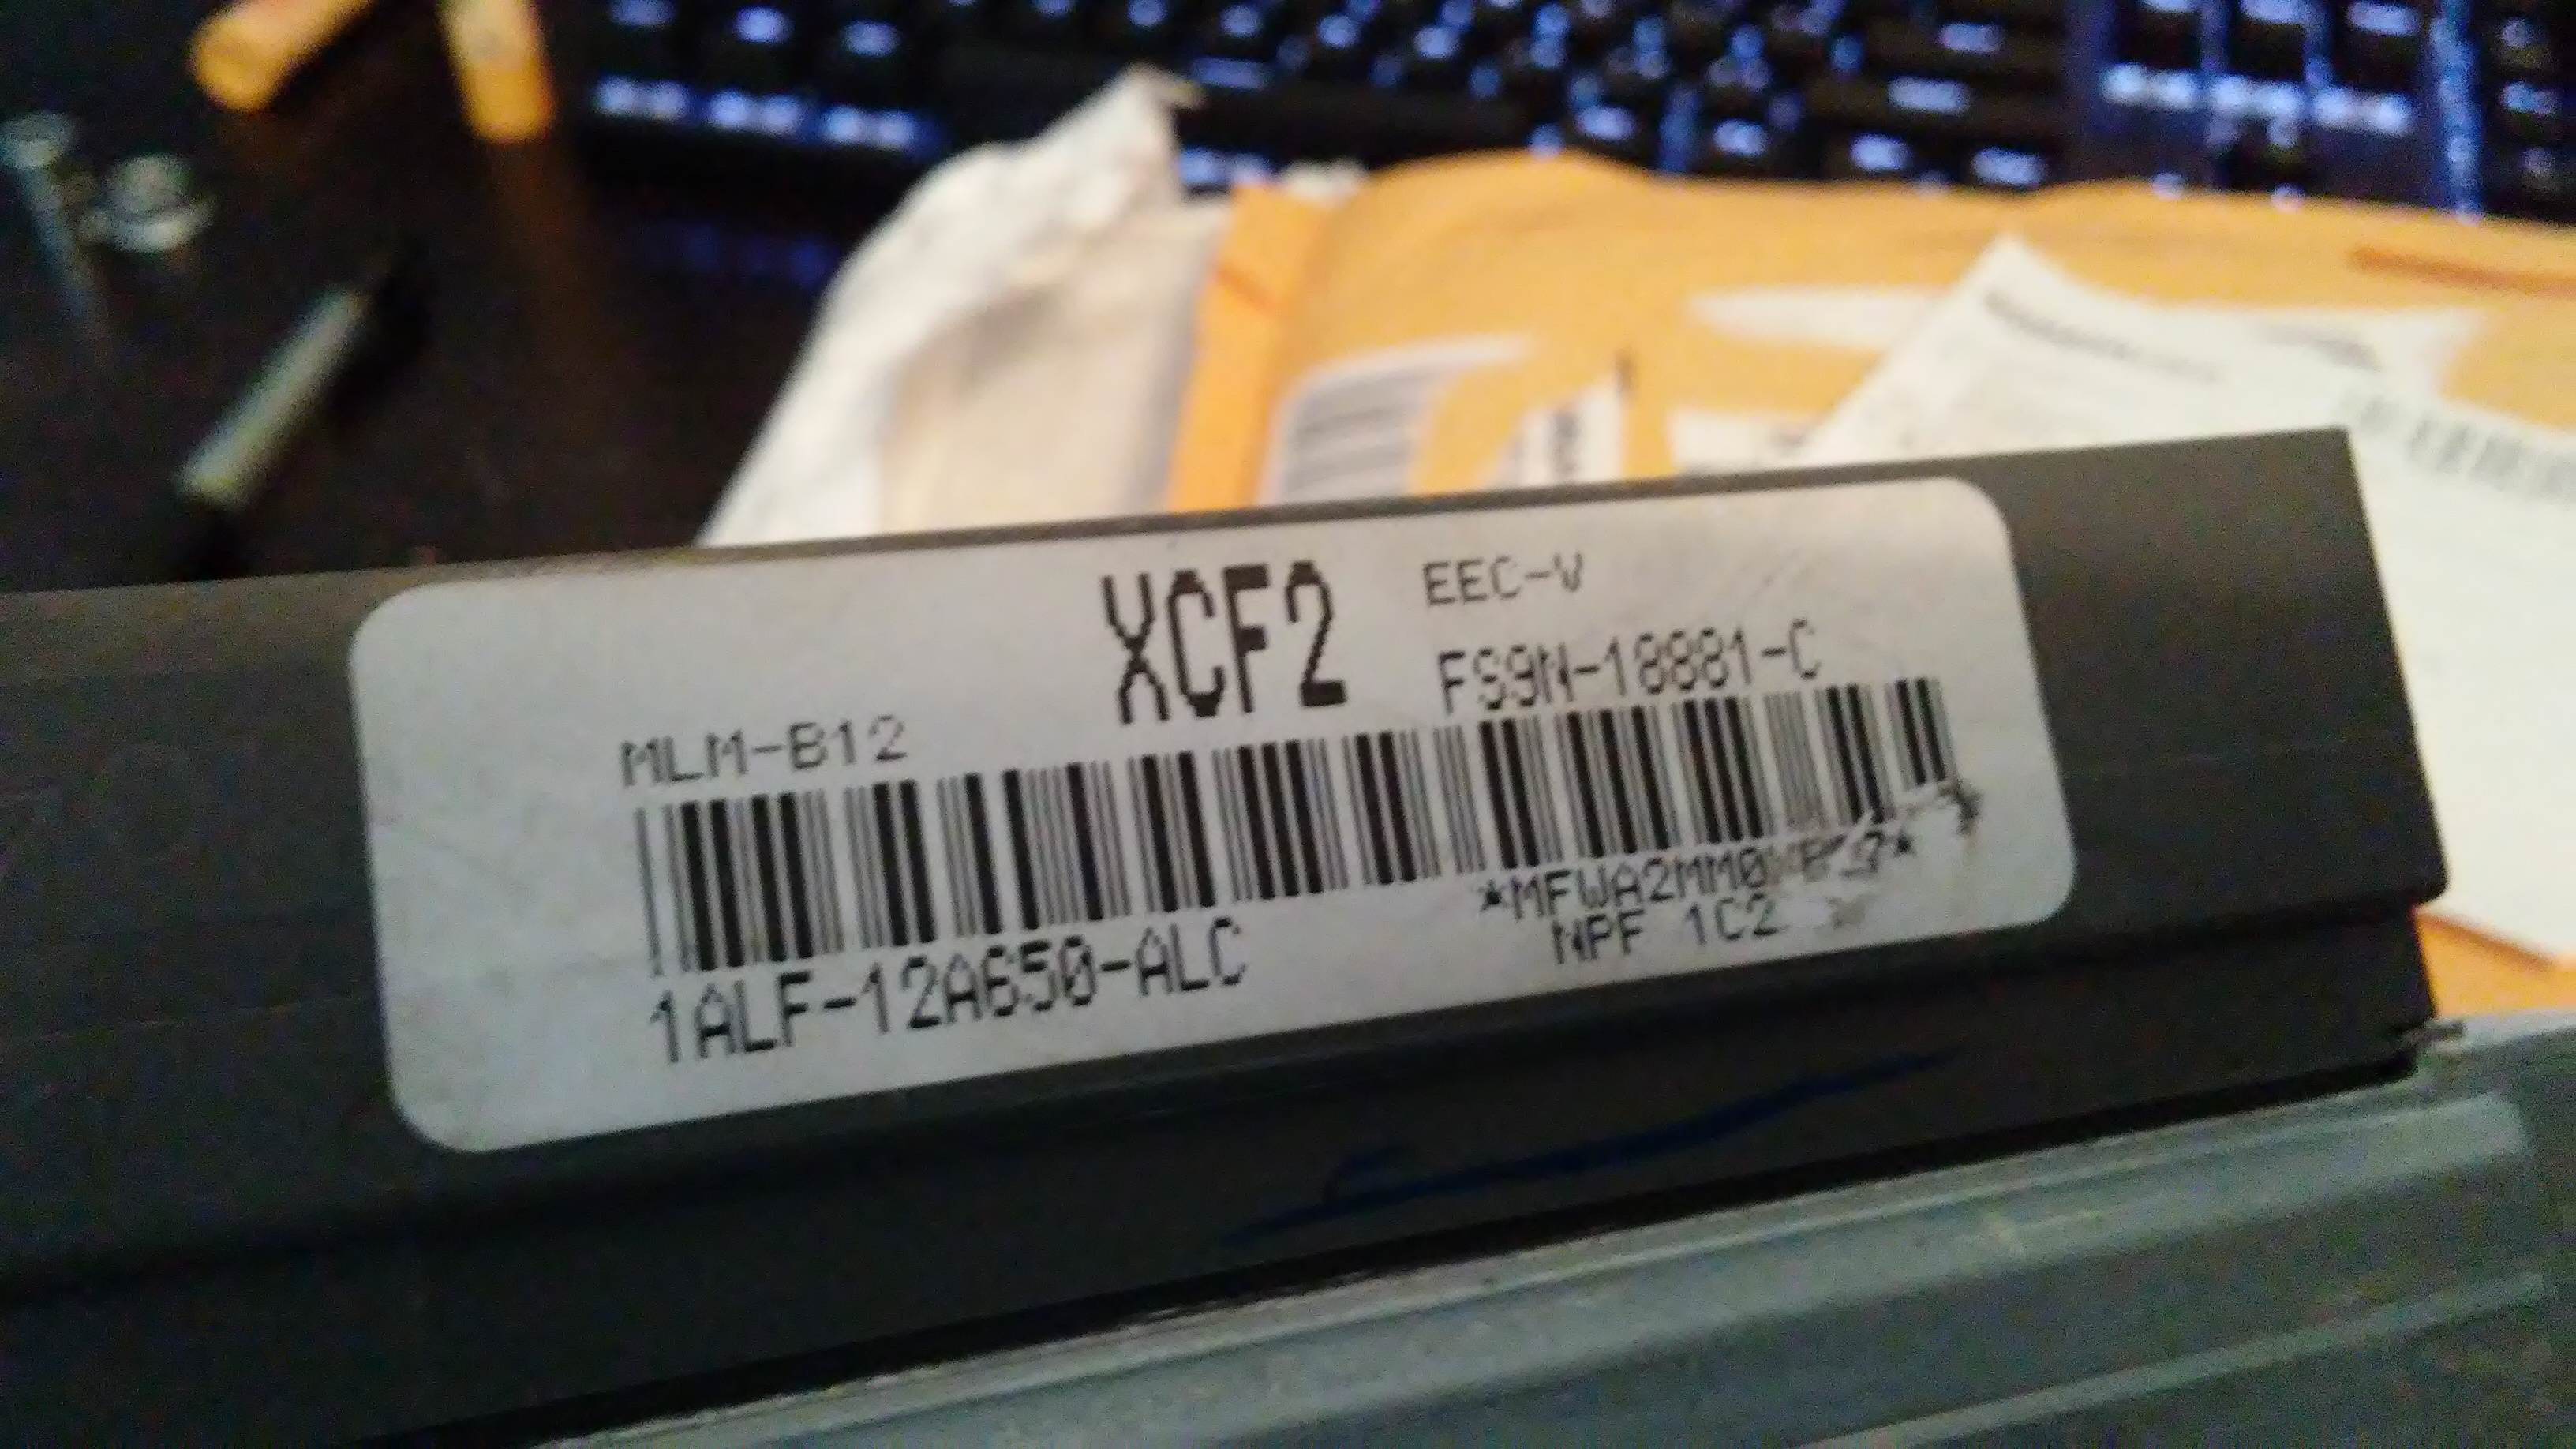 XCF2
EEC-V
FS9N-18881-C
MLM-B12
1ALF-12A650-ALC
NPF 1C2